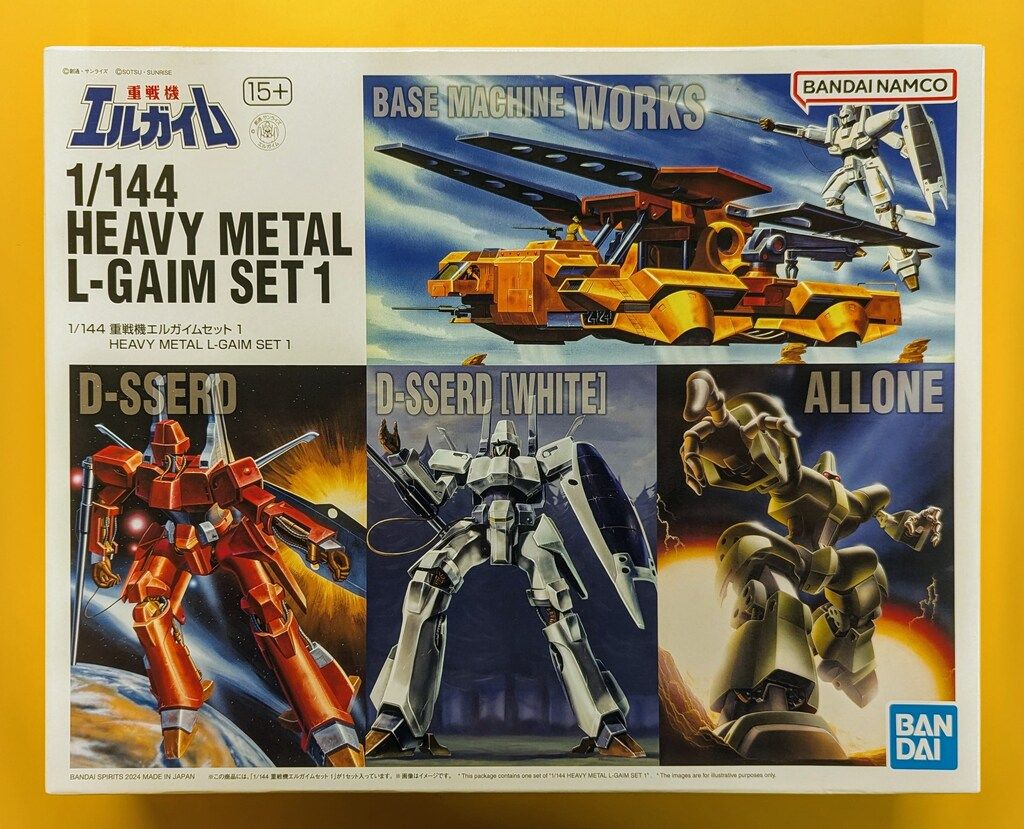 ©創通・サンライズ ©SOTSU・SUNRISE
重戦機
エルガイム
15+
1/144
HEAVY METAL
L-GAIM SET 1
1/144 重戦機エルガイムセット 1
HEAVY METAL L-GAIM SET 1
BASE MACHINE WORKS
BANDAI NAMCO
D-SSERD
D-SSERD [WHITE]
ALLONE
BAN
DAI
BANDAI SPIRITS 2024 MADE IN JAPAN
※この商品には、「1/144 重戦機エルガイムセット 1」が1セット入っています。 ※画像はイメージです。 * This package contains one set of "1/144 HEAVY METAL L-GAIM SET 1". * The images are for illustrative purposes only.